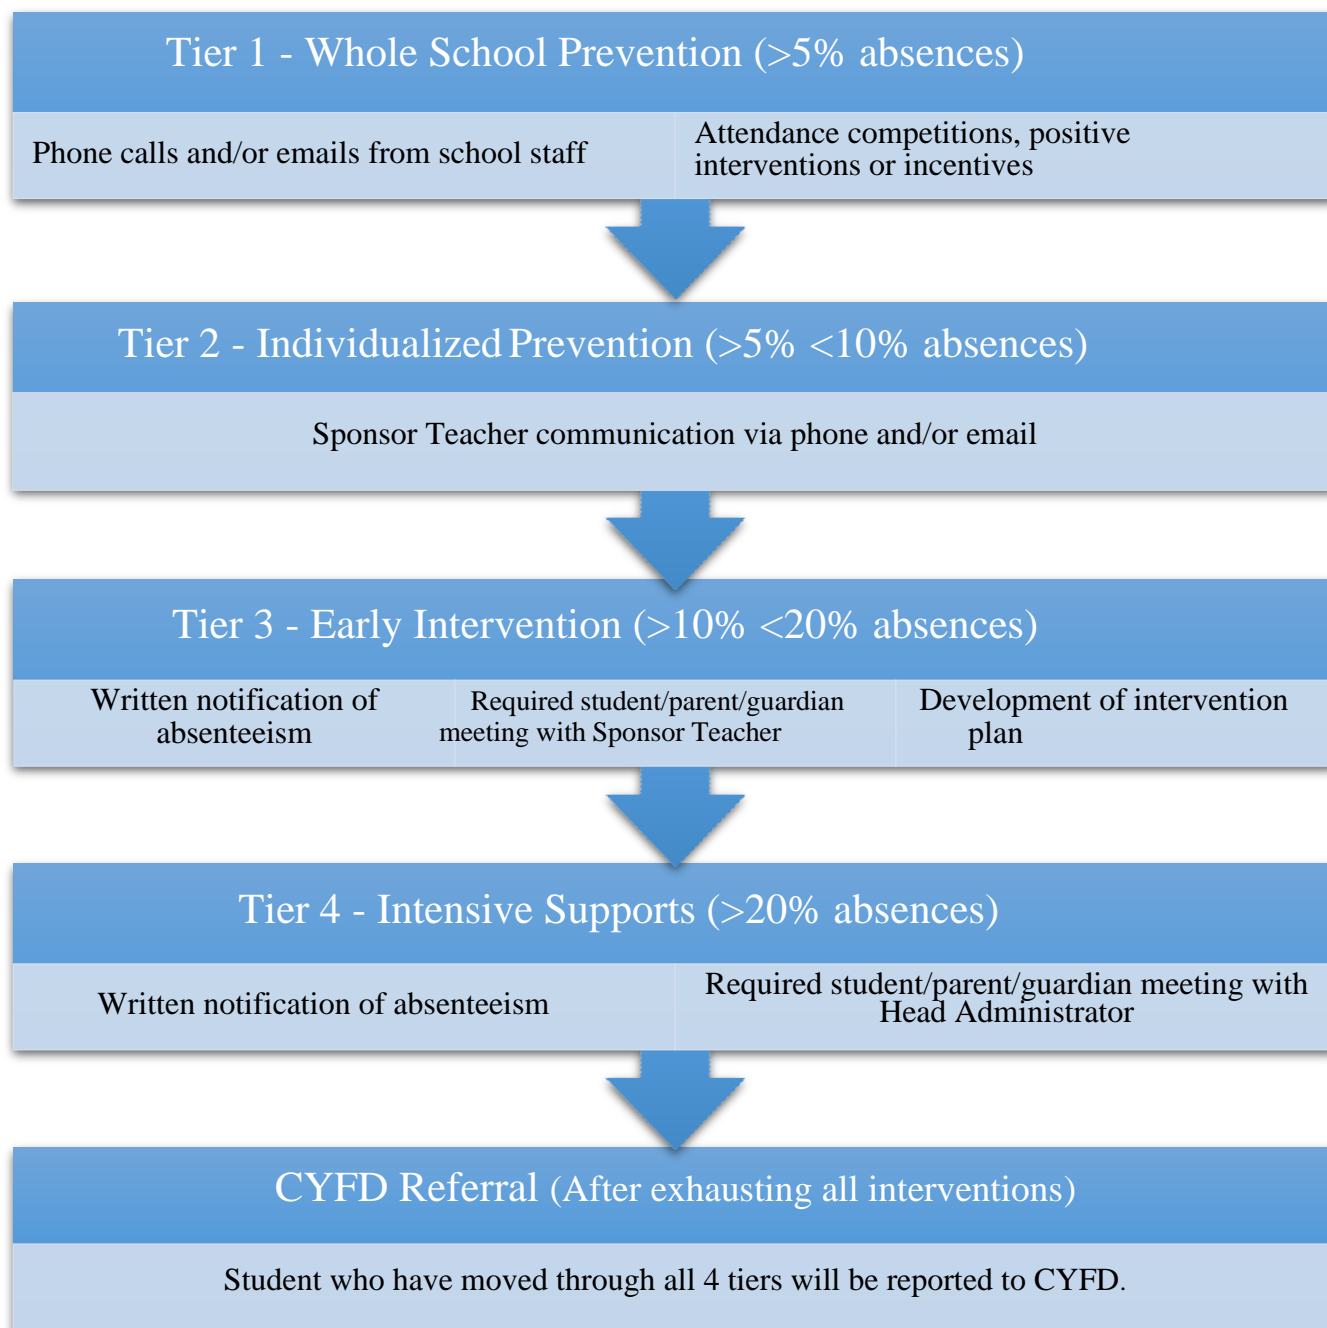 Tier 1 - Whole School Prevention (>5% absences)
Phone calls and/or emails from school staff
Attendance competitions, positive
interventions or incentives
Tier 2 - Individualized Prevention (>5% <10% absences)
Sponsor Teacher communication via phone and/or email
Tier 3 - Early Intervention (>10% <20% absences)
Written notification of
absenteeism
Required student/parent/guardian
meeting with Sponsor Teacher
Development of intervention
plan
Tier 4 - Intensive Supports (>20% absences)
Written notification of absenteeism
Required student/parent/guardian meeting with
Head Administrator
CYFD Referral (After exhausting all interventions)
Student who have moved through all 4 tiers will be reported to CYFD.